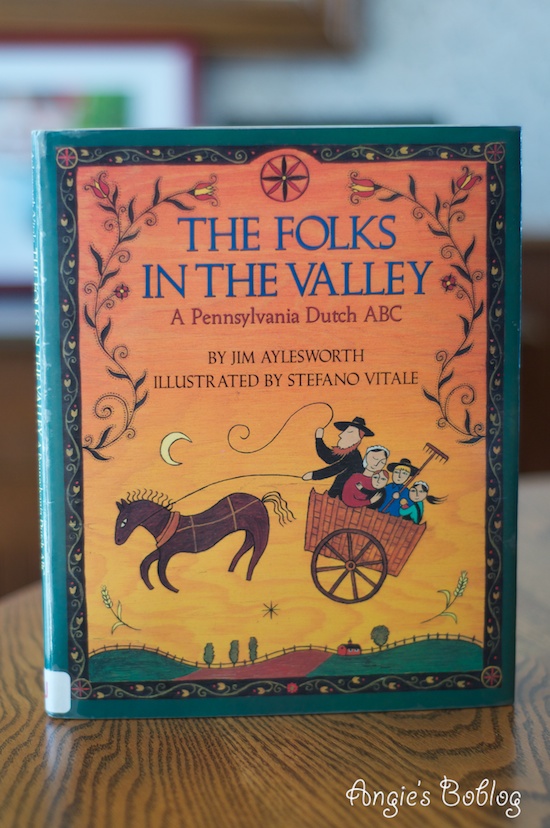 THE FOLKS
IN THE VALLEY
A Pennsylvania Dutch ABC
BY JIM AYLESWORTH
ILLUSTRATED BY STEFANO VITALE
Angie's Boblog